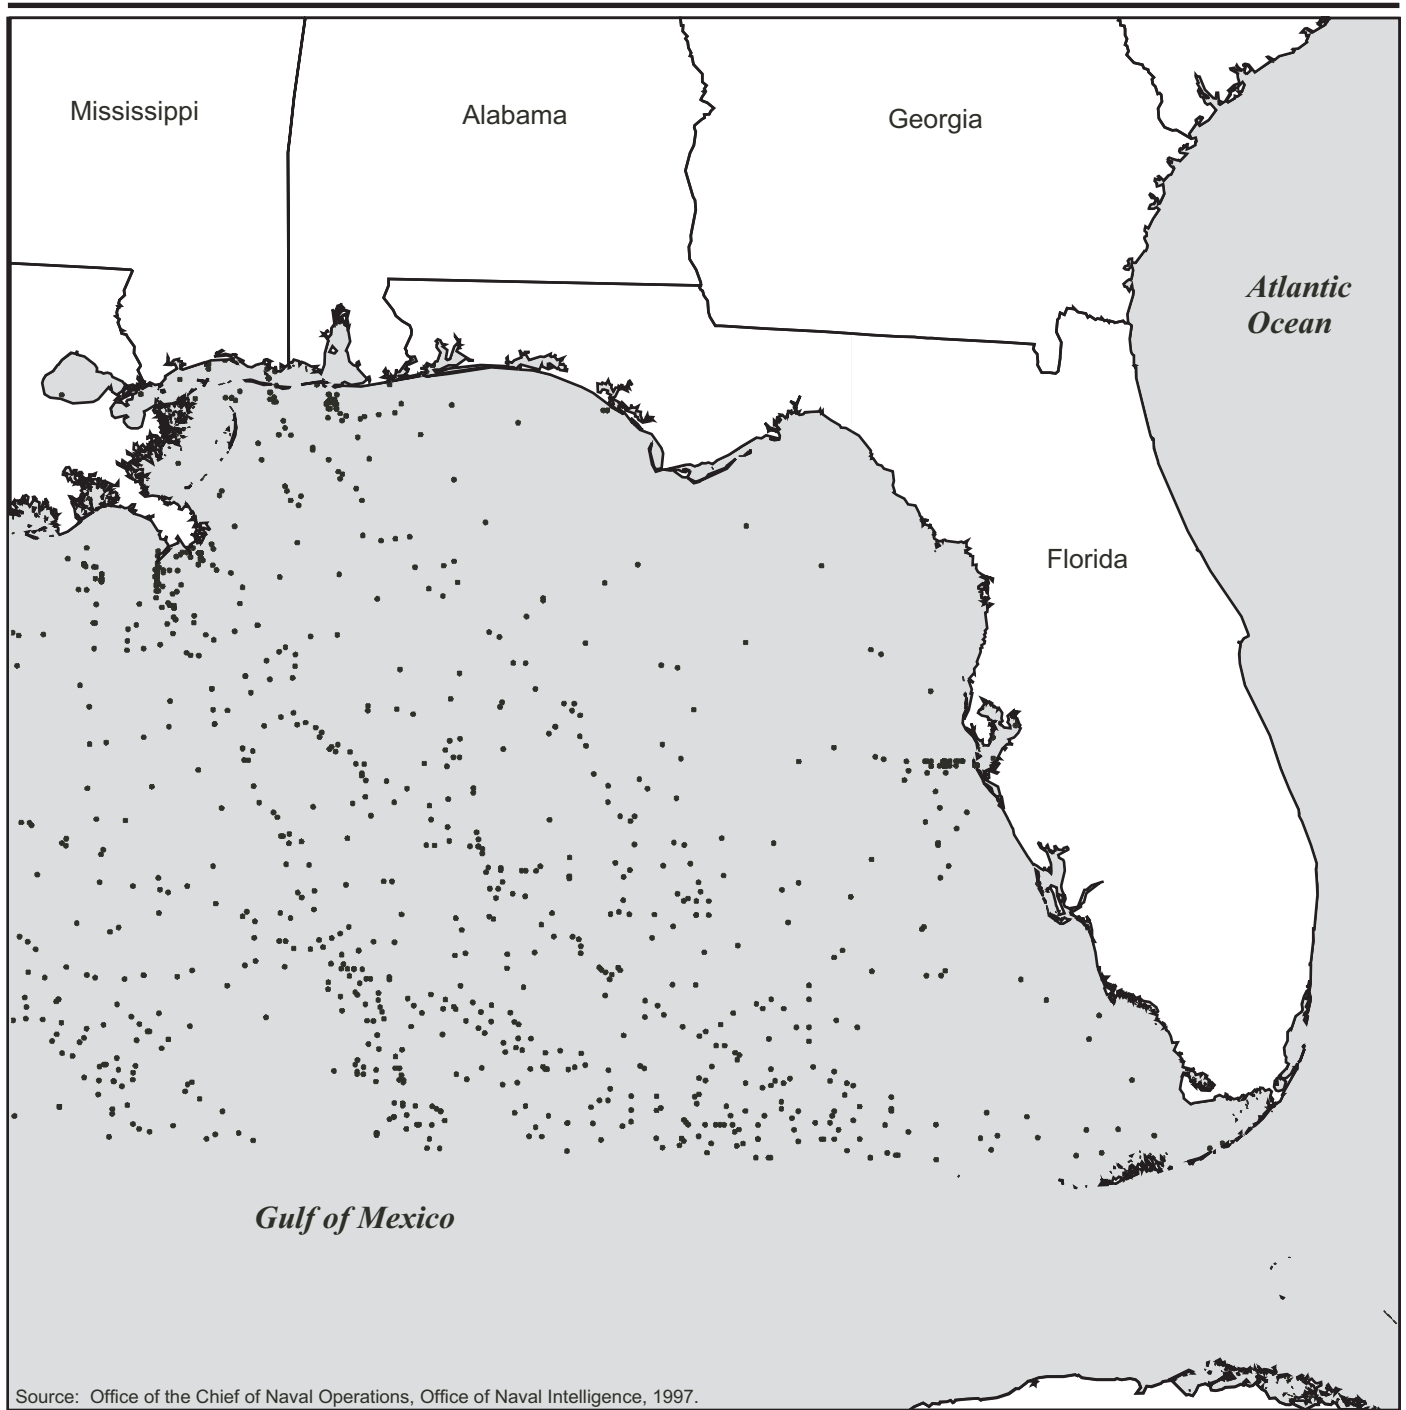 Mississippi
Alabama
Georgia
Atlantic
Ocean
Florida
Gulf of Mexico
Source: Office of the Chief of Naval Operations, Office of Naval Intelligence, 1997.